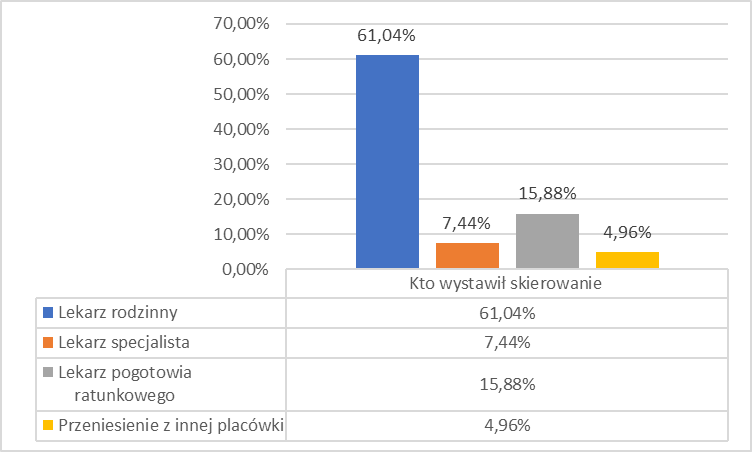 70,00%
60,00%
50,00%
40,00%
30,00%
20,00%
10,00%
0,00%
61,04%
7,44%
15,88%
4,96%
Kto wystawił skierowanie
Lekarz rodzinny 61,04%
Lekarz specjalista 7,44%
Lekarz pogotowia
ratunkowego 15,88%
Przeniesienie z innej placówki 4,96%